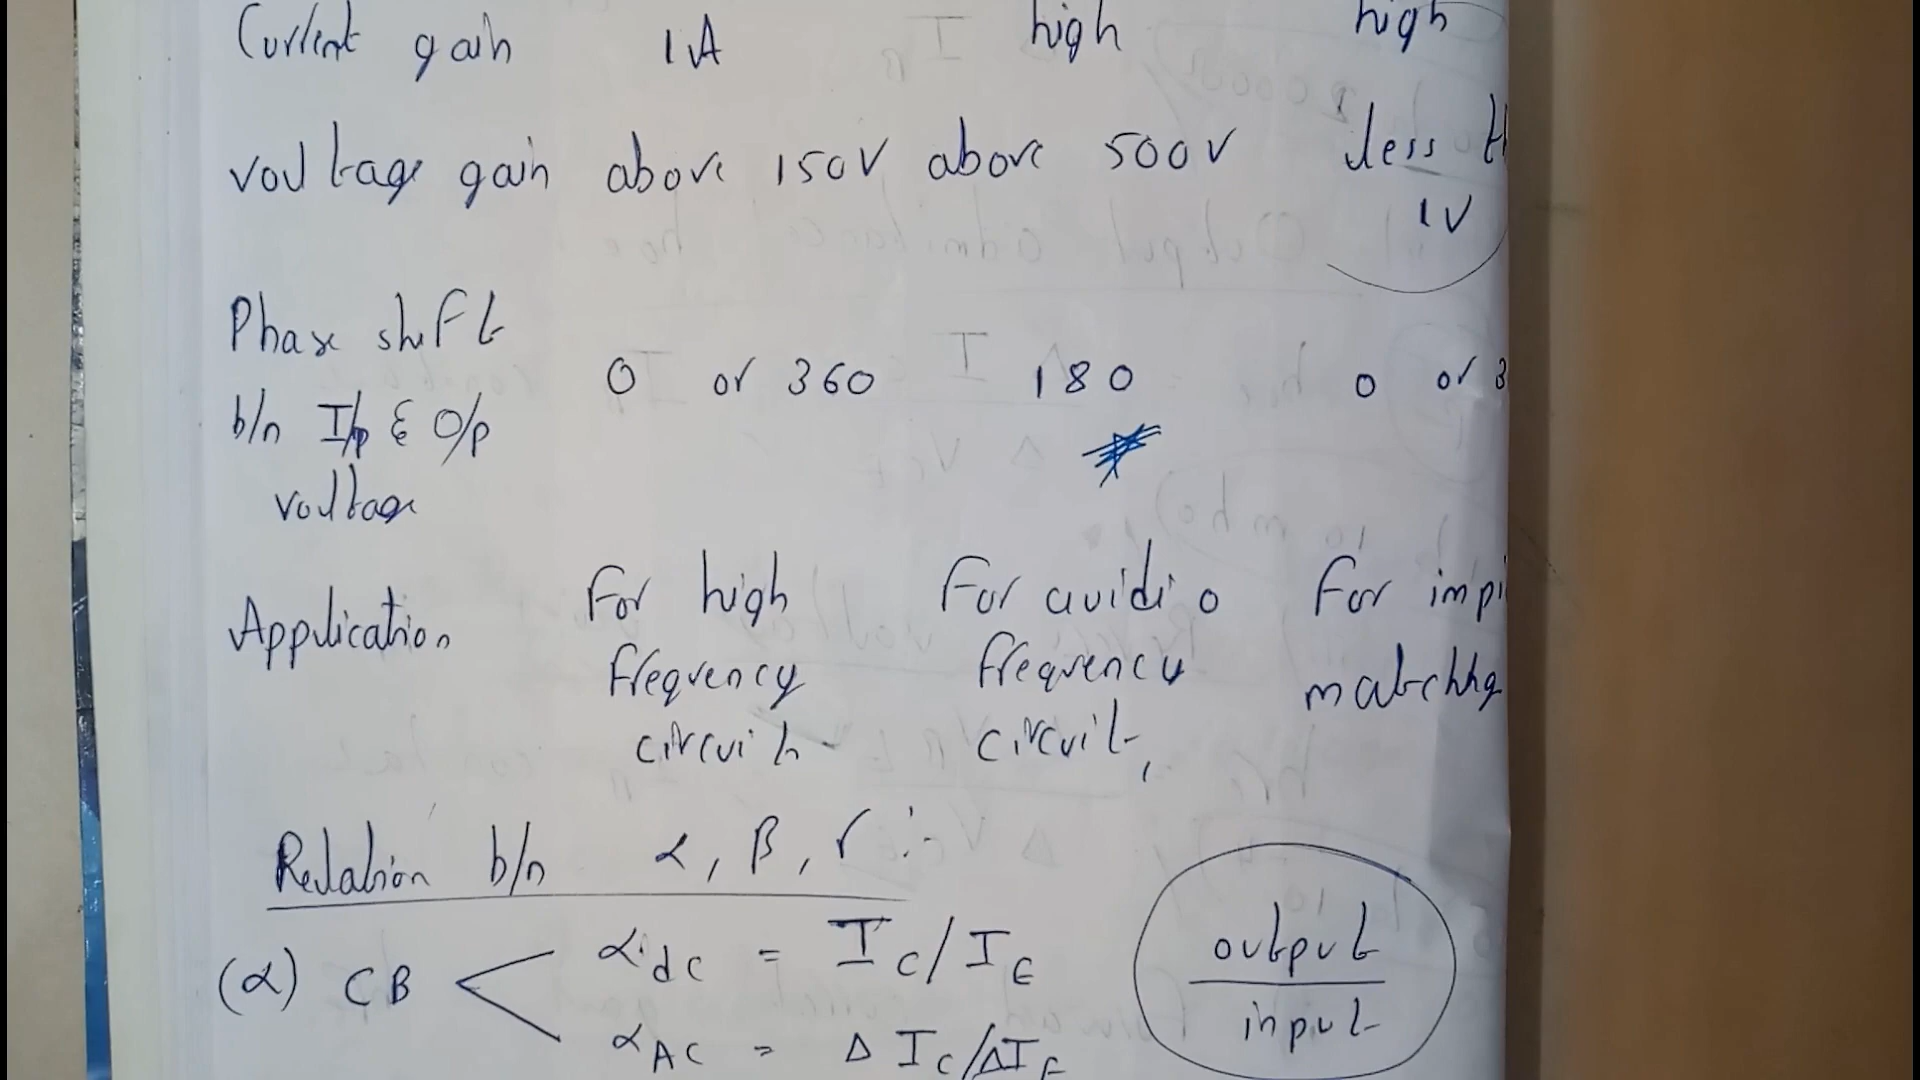 Current gain 1A high high
voltage gain above 150V above 500V less
1V
Phase shift
b/n I/p & O/p 0 or 360 180 0 or
voltage
Application For high For auidio For
frequency frequency matching
circuit circuit,
Relation b/n α, β, r :-
(α) CB αdc = IC/IE output
αAC = ΔIC/ΔIE input